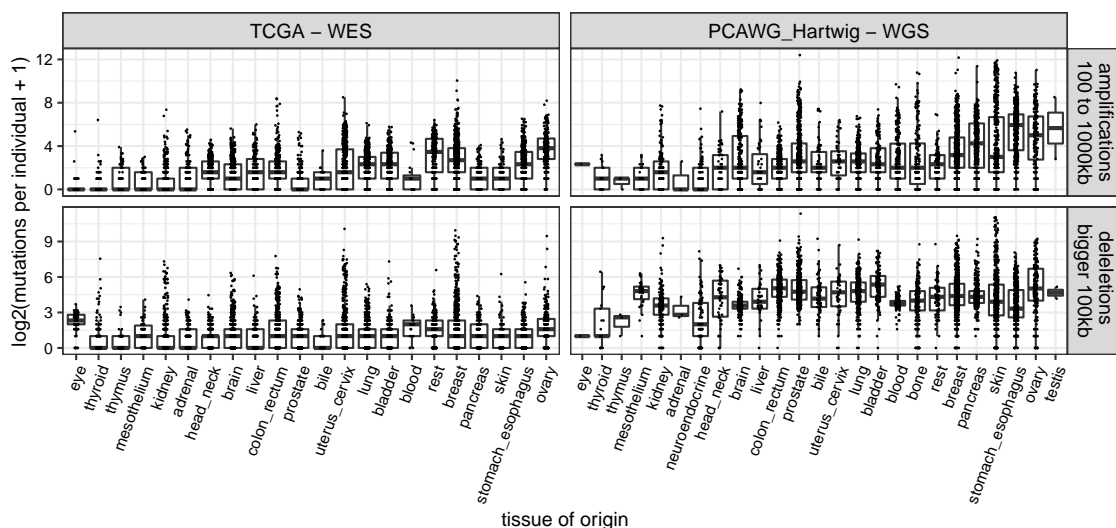 TCGA − WES
PCAWG_Hartwig − WGS
log2(mutations per individual + 1)
12
8
4
0
9
6
3
0
amplifications
100 to 1000kb
deleletions
bigger 100kb
eye
thyroid
thymus
mesothelium
kidney
adrenal
head_neck
brain
liver
colon_rectum
prostate
bile
uterus_cervix
lung
bladder
blood
rest
breast
pancreas
skin
stomach_esophagus
ovary
eye
thyroid
thymus
mesothelium
kidney
adrenal
neuroendocrine
head_neck
brain
liver
colon_rectum
prostate
bile
uterus_cervix
lung
bladder
blood
bone
rest
breast
pancreas
skin
stomach_esophagus
ovary
testis
tissue of origin